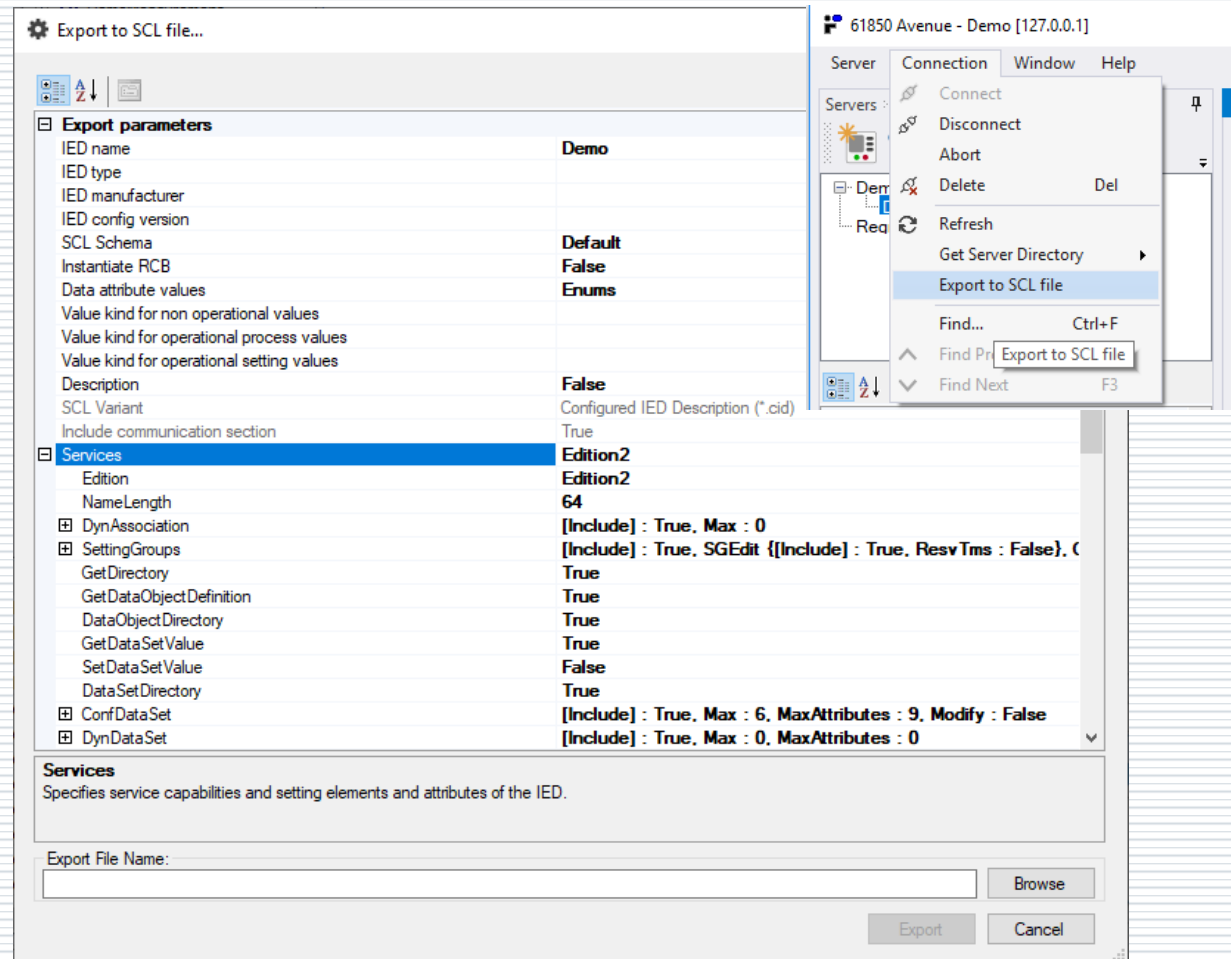 Export to SCL file...
Export parameters
IED name Demo
IED type
IED manufacturer
IED config version
SCL Schema Default
Instantiate RCB False
Data attribute values Enums
Value kind for non operational values
Value kind for operational process values
Value kind for operational setting values
Description False
SCL Variant Configured IED Description (*.cid)
Include communication section True
Services Edition2
Edition Edition2
NameLength 64
DynAssociation [Include] : True, Max : 0
SettingGroups [Include] : True, SGEdit {[Include] : True, ResvTms : False}, (
GetDirectory True
GetDataObjectDefinition True
DataObjectDirectory True
GetDataSetValue True
SetDataSetValue False
DataSetDirectory True
ConfDataSet [Include] : True, Max : 6, MaxAttributes : 9, Modify : False
DynDataSet [Include] : True, Max : 0, MaxAttributes : 0
Services
Specifies service capabilities and setting elements and attributes of the IED.
Export File Name:
Browse
Export Cancel
61850 Avenue - Demo [127.0.0.1]
Server Connection Window Help
Servers
Connect
Disconnect
Abort
Delete Del
Refresh
Get Server Directory
Export to SCL file
Find... Ctrl+F
Find Pr
Export to SCL file
Find Next F3
Dem
D
Reqi